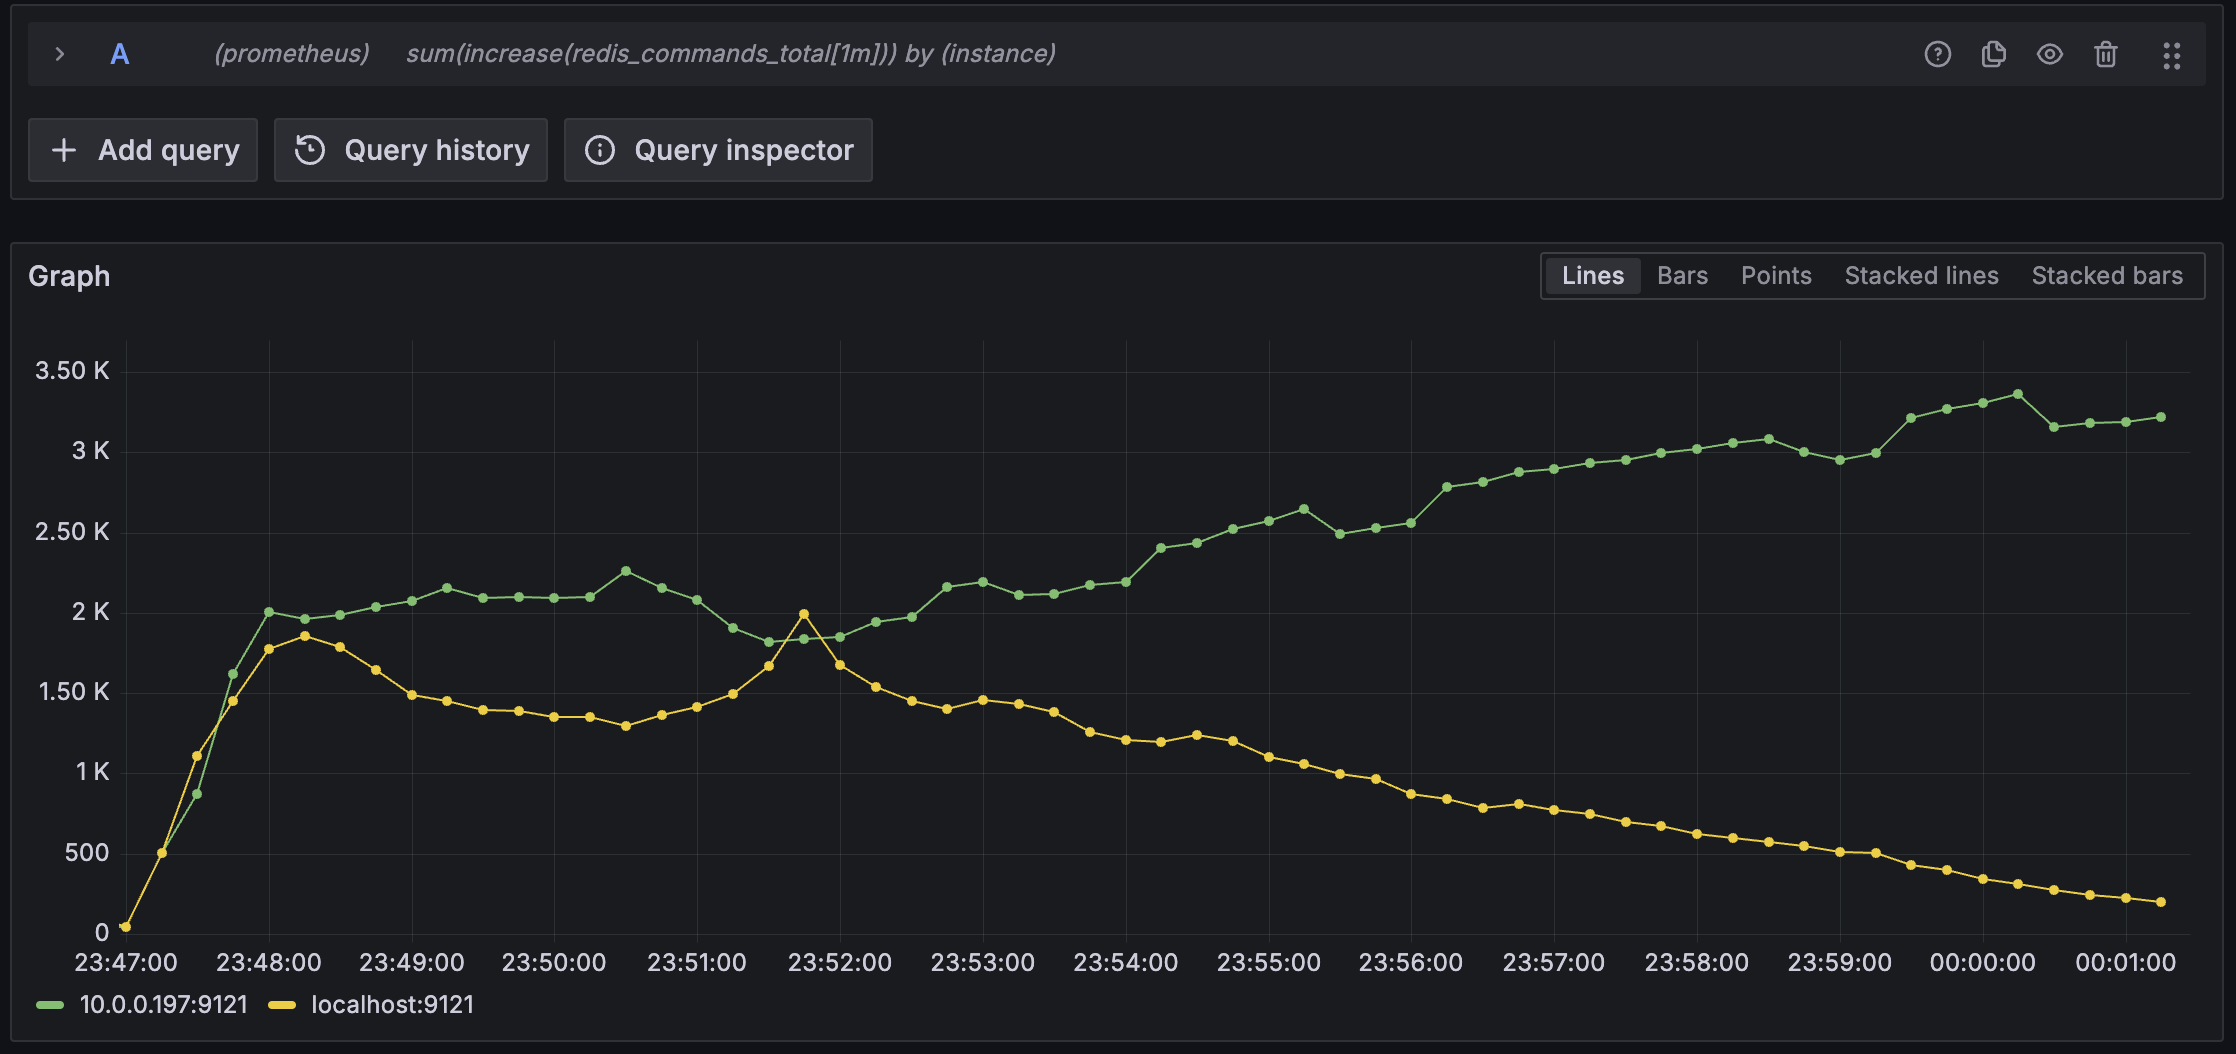 A (prometheus) sum(increase(redis_commands_total[1m])) by (instance)
Add query Query history Query inspector
Graph
Lines Bars Points Stacked lines Stacked bars
3.50 K
3 K
2.50 K
2 K
1.50 K
1 K
500
0
23:47:00 23:48:00 23:49:00 23:50:00 23:51:00 23:52:00 23:53:00 23:54:00 23:55:00 23:56:00 23:57:00 23:58:00 23:59:00 00:00:00 00:01:00
10.0.0.197:9121 localhost:9121